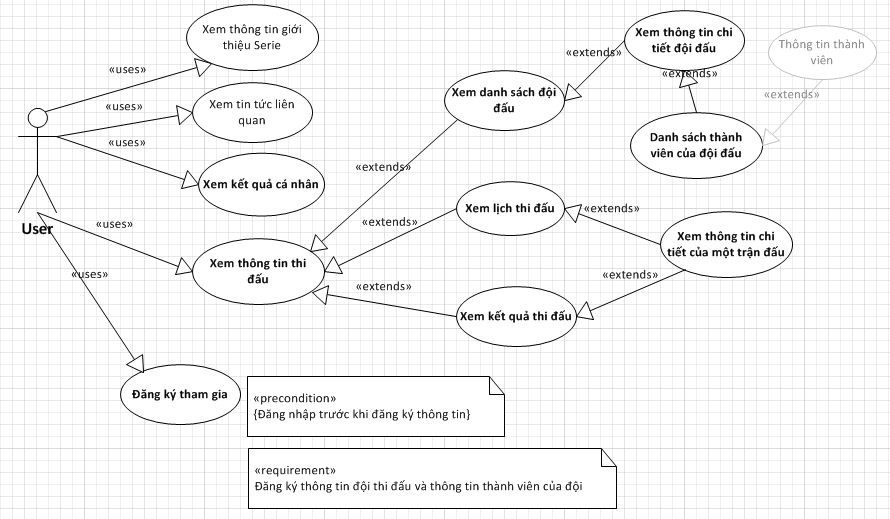 Xem thông tin giới
thiệu Serie
«uses»
Xem tin tức liên
quan
«uses»
Xem kết quả cá nhân
«uses»
User
«uses»
Xem thông tin thi
đấu
«uses»
Đăng ký tham gia
Xem danh sách đội
đấu
«extends»
Xem lịch thi đấu
«extends»
Xem kết quả thi đấu
«extends»
Xem thông tin chi
tiết đội đấu
«extends»
«extends»
Danh sách thành
viên của đội đấu
Thông tin thành
viên
«extends»
Xem thông tin chi
tiết của một trận đấu
«extends»
«extends»
«precondition»
{Đăng nhập trước khi đăng ký thông tin}
«requirement»
Đăng ký thông tin đội thi đấu và thông tin thành viên của đội